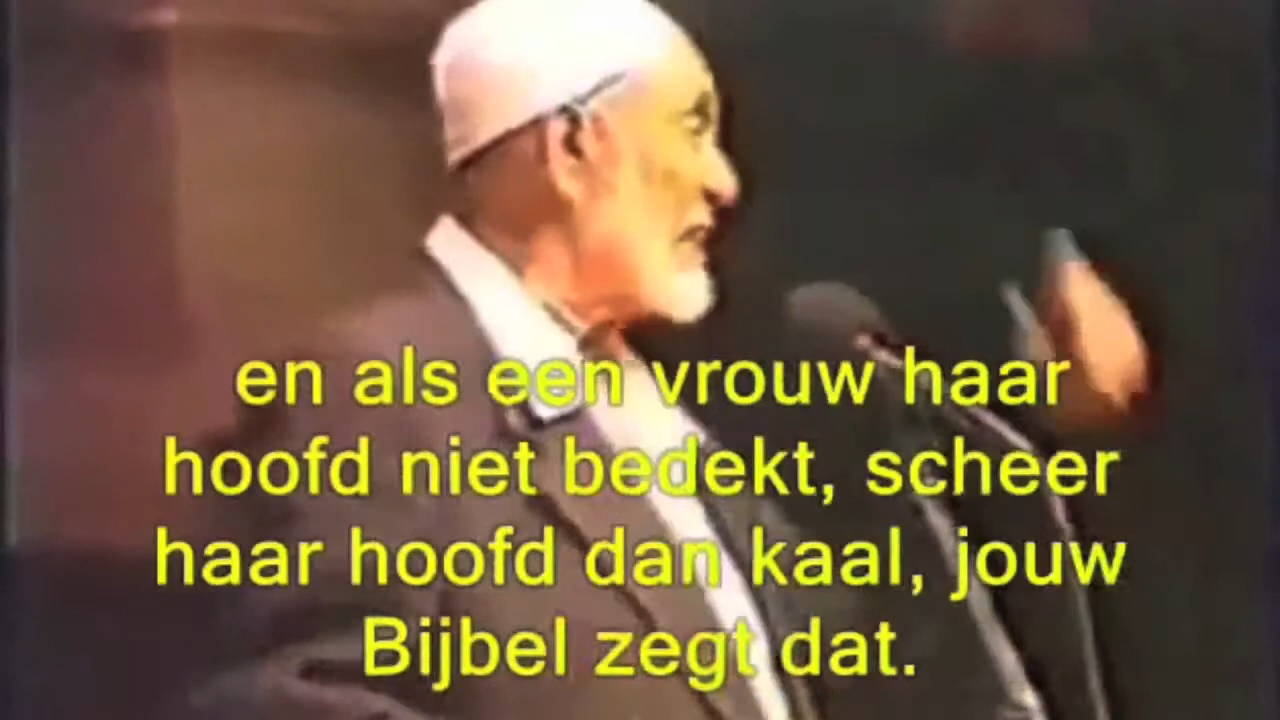 en als een vrouw haar
hoofd niet bedekt, scheer
haar hoofd dan kaal, jouw
Bijbel zegt dat.